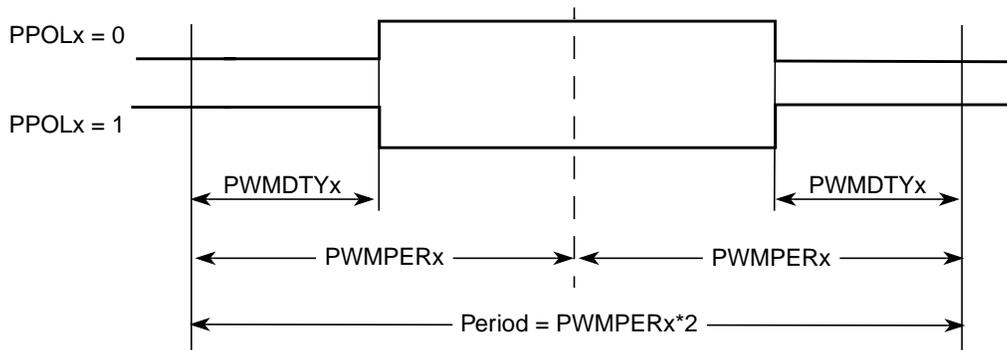 PPOLx = 0
PPOLx = 1
PWMDTYx
PWMDTYx
PWMPERx
PWMPERx
Period = PWMPERx*2